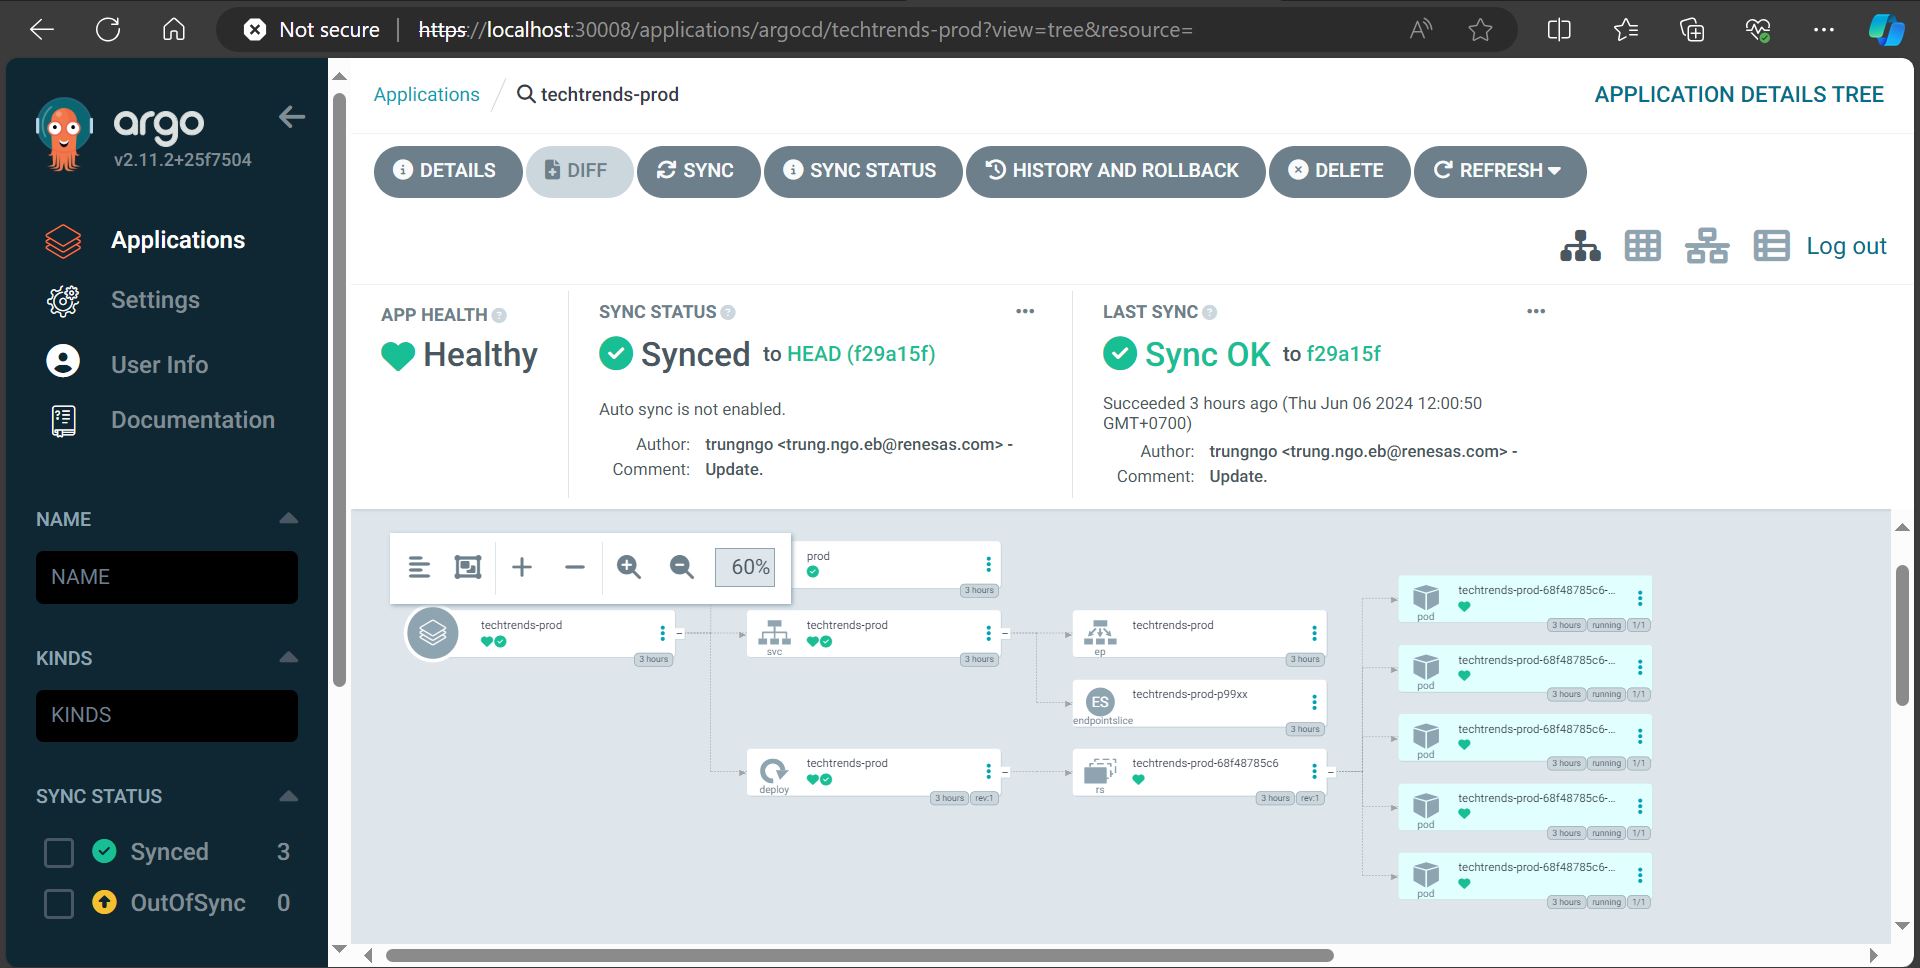 Not secure | https://localhost:30008/applications/argocd/techtrends-prod?view=tree&resource=
argo
v2.11.2+25f7504
Applications
Settings
User Info
Documentation
NAME
NAME
KINDS
KINDS
SYNC STATUS
Synced 3
OutOfSync 0
Applications / techtrends-prod
APPLICATION DETAILS TREE
DETAILS DIFF SYNC SYNC STATUS HISTORY AND ROLLBACK DELETE REFRESH
Log out
APP HEALTH
Healthy
SYNC STATUS
Synced to HEAD (f29a15f)
Auto sync is not enabled.
Author: trungngo <trung.ngo.eb@renesas.com> -
Comment: Update.
LAST SYNC
Sync OK to f29a15f
Succeeded 3 hours ago (Thu Jun 06 2024 12:00:50
GMT+0700)
Author: trungngo <trung.ngo.eb@renesas.com> -
Comment: Update.
60%
prod
3 hours
techtrends-prod
3 hours
techtrends-prod
svc
3 hours
techtrends-prod
deploy
3 hours rev:1
techtrends-prod
ep
3 hours
ES
techtrends-prod-p99xx
endpointslice
3 hours
techtrends-prod-68f48785c6
rs
3 hours rev:1
techtrends-prod-68f48785c6-...
pod
3 hours running 1/1
techtrends-prod-68f48785c6-...
pod
3 hours running 1/1
techtrends-prod-68f48785c6-...
pod
3 hours running 1/1
techtrends-prod-68f48785c6-...
pod
3 hours running 1/1
techtrends-prod-68f48785c6-...
pod
3 hours running 1/1